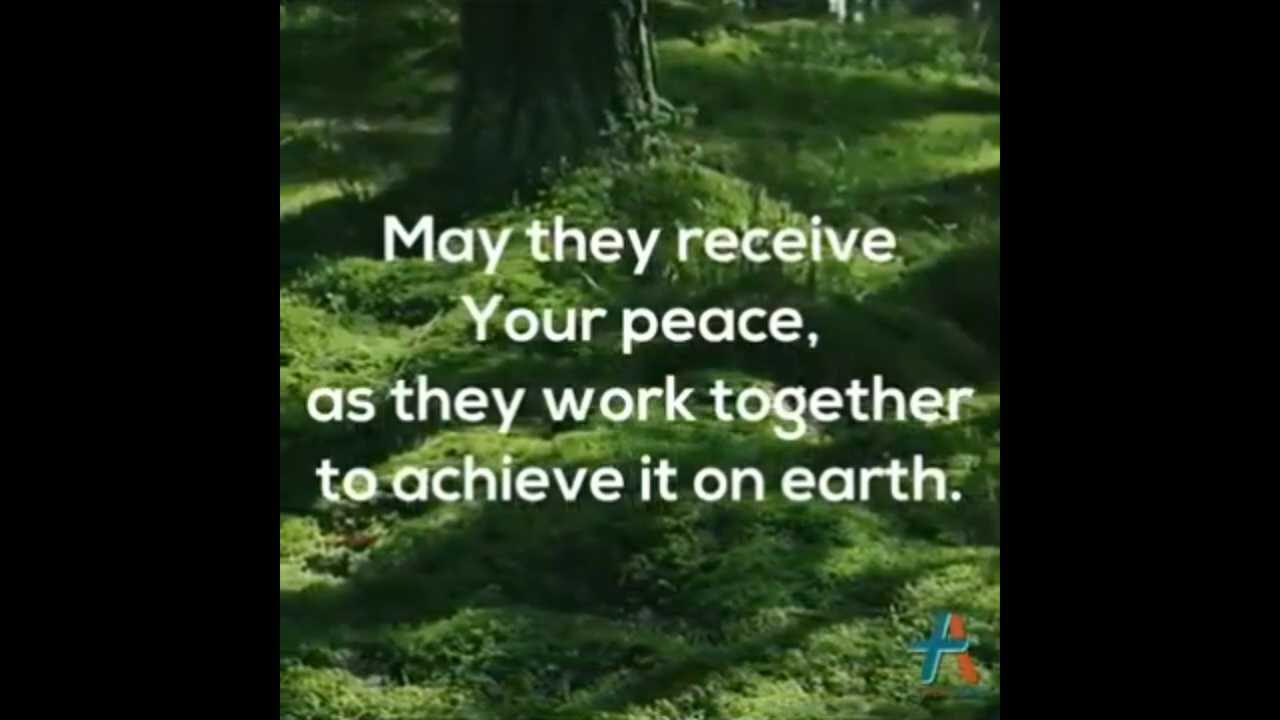 May they receive
Your peace,
as they work together
to achieve it on earth.